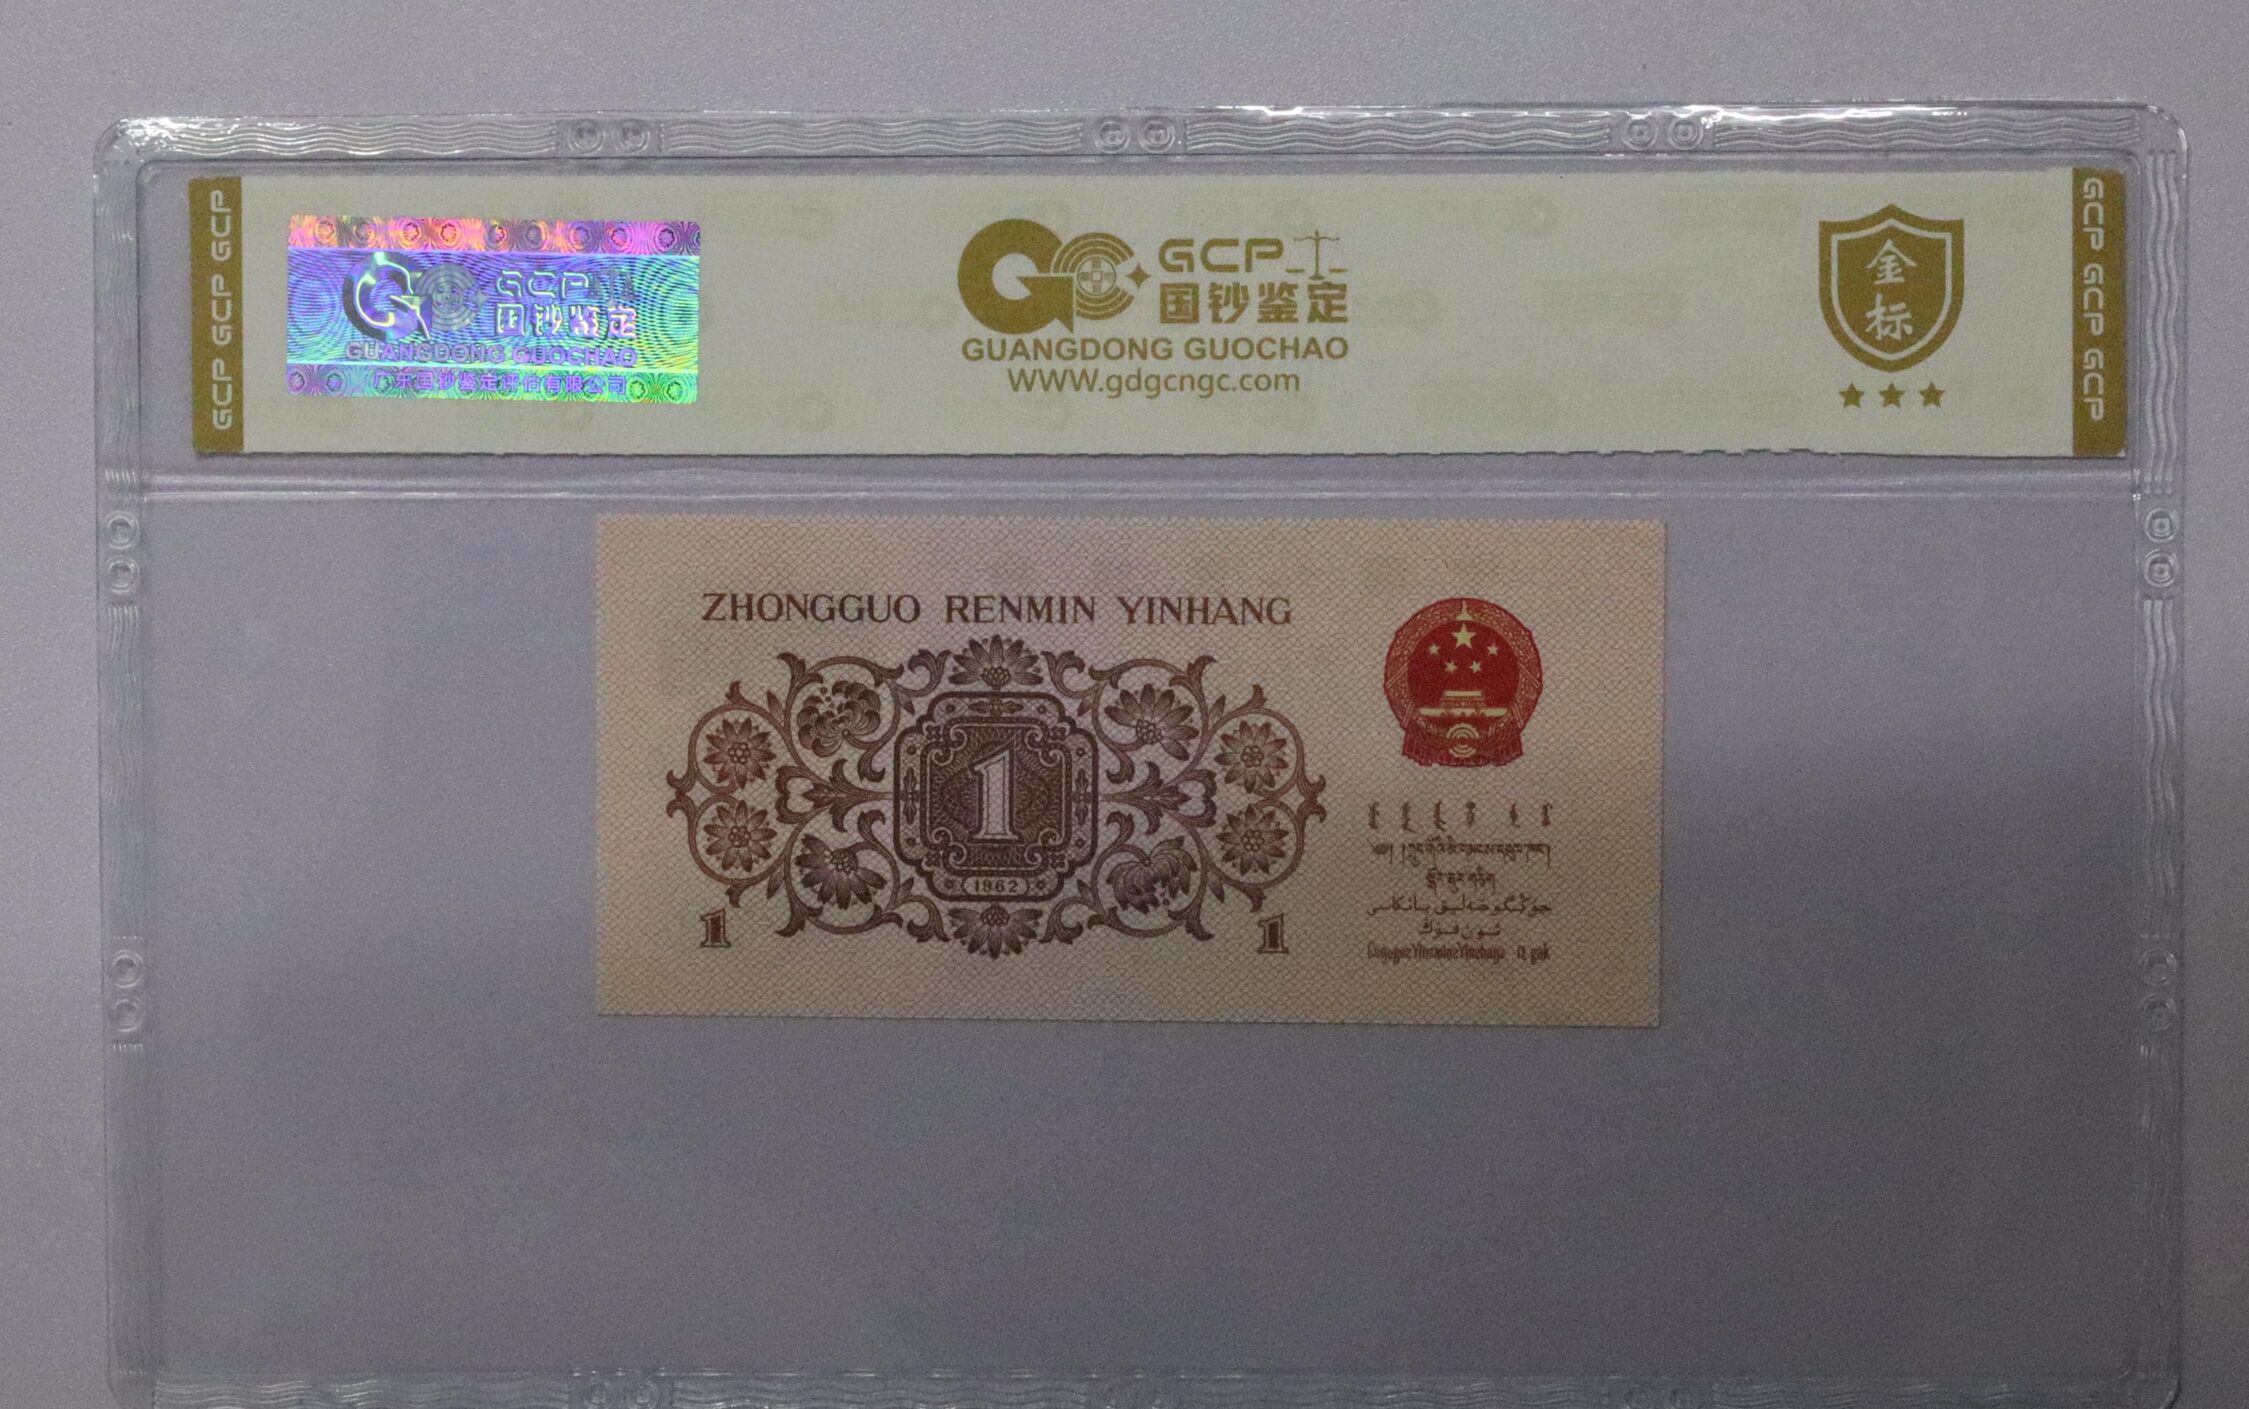 GCP GCP GCP
GCP
国钞鉴定
GUANGDONG GUOCHAO
广东国钞鉴定评估有限公司
GCP
国钞鉴定
GUANGDONG GUOCHAO
WWW.gdgcngc.com
金标
GCP GCP GCP
ZHONGGUO RENMIN YINHANG
1
1962
1
1